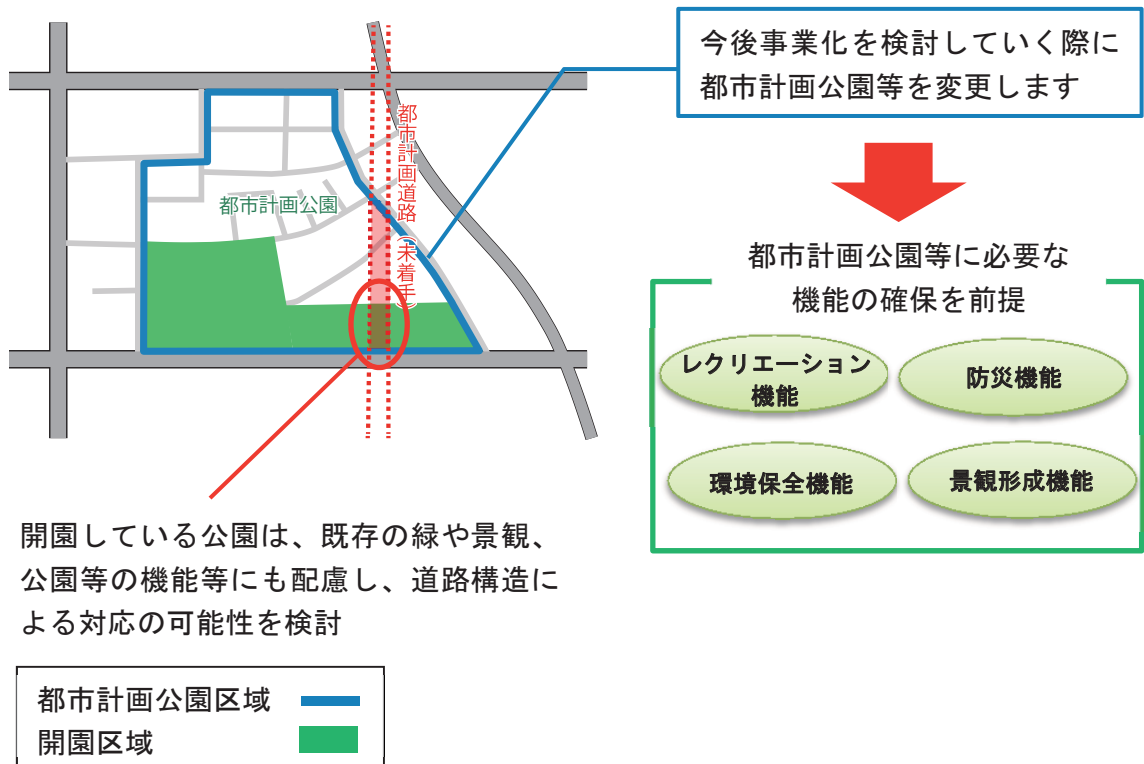 今後事業化を検討していく際に
都市計画公園等を変更します
都市計画道路(未着手)
都市計画公園
都市計画公園等に必要な
機能の確保を前提
レクリエーション
機能
防災機能
環境保全機能
景観形成機能
開園している公園は、既存の緑や景観、
公園等の機能等にも配慮し、道路構造に
よる対応の可能性を検討
都市計画公園区域
開園区域